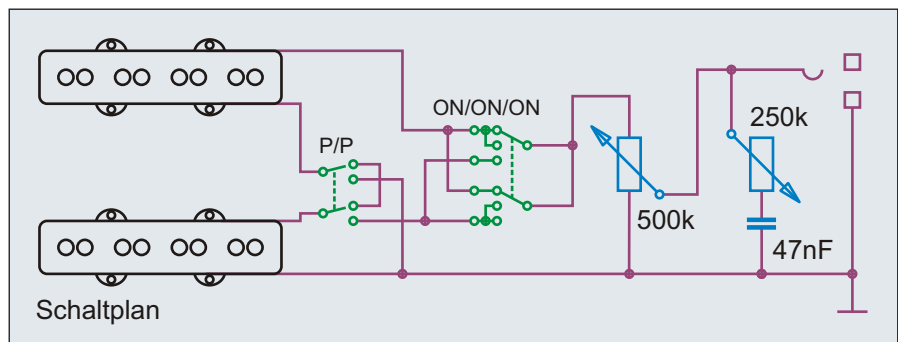 ON/ON/ON
P/P
250k
500k
47nF
Schaltplan